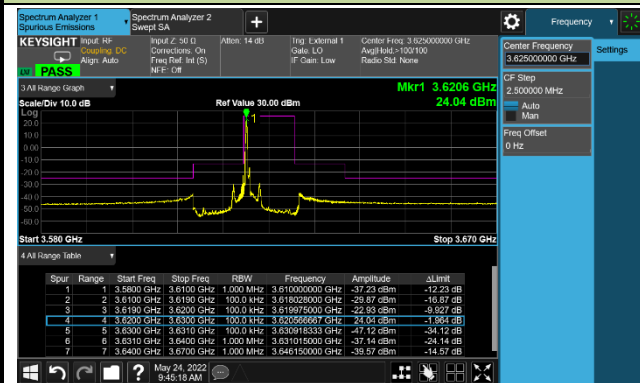 Spectrum Analyzer 1
Spurious Emissions
Spectrum Analyzer 2
Swept SA
+
Frequency
KEYSIGHT
Input: RF
Coupling: DC
Align: Auto
Input Z: 50 Ω
Corrections: On
Freq Ref: Int (S)
NFE: Off
Atten: 14 dB
Trig: External 1
Gate: LO
IF Gain: Low
Center Freq: 3.625000000 GHz
Avg|Hold:>100/100
Radio Std: None
PASS
Center Frequency
3.625000000 GHz
Settings
CF Step
2.500000 MHz
Auto
Man
Freq Offset
0 Hz
3 All Range Graph
Mkr1 3.6206 GHz
24.04 dBm
Scale/Div 10.0 dB
Ref Value 30.00 dBm
Log
20.0
10.0
0.00
-10.0
-20.0
-30.0
-40.0
-50.0
-60.0
1
Start 3.580 GHz
Stop 3.670 GHz
4 All Range Table
Spur Range Start Freq Stop Freq RBW Frequency Amplitude ΔLimit
1 1 3.5800 GHz 3.6100 GHz 1.000 MHz 3.610000000 GHz -37.23 dBm -12.23 dB
2 2 3.6100 GHz 3.6190 GHz 100.0 kHz 3.618028000 GHz -29.87 dBm -16.87 dB
3 3 3.6190 GHz 3.6200 GHz 100.0 kHz 3.619975000 GHz -22.93 dBm -9.927 dB
4 4 3.6200 GHz 3.6300 GHz 100.0 kHz 3.620566667 GHz 24.04 dBm -1.964 dB
5 5 3.6300 GHz 3.6310 GHz 100.0 kHz 3.630918333 GHz -47.12 dBm -34.12 dB
6 6 3.6310 GHz 3.6400 GHz 1.000 MHz 3.631015000 GHz -37.14 dBm -24.14 dB
7 7 3.6400 GHz 3.6700 GHz 1.000 MHz 3.646150000 GHz -39.57 dBm -14.57 dB
?
May 24, 2022
9:45:18 AM